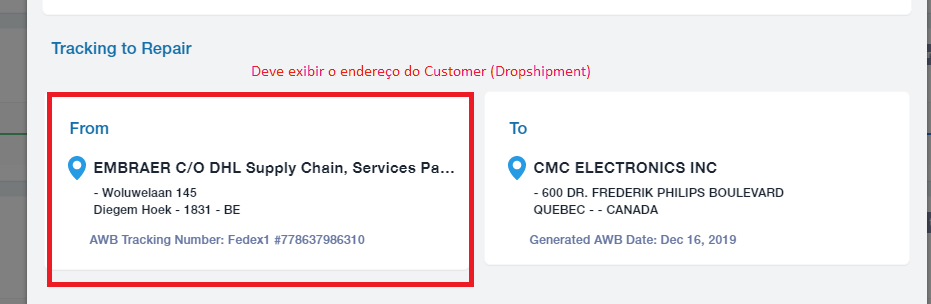 Tracking to Repair
Deve exibir o endereço do Customer (Dropshipment)
From
EMBRAER C/O DHL Supply Chain, Services Pa...
- Woluwelaan 145
Diegem Hoek - 1831 - BE
AWB Tracking Number: Fedex1 #778637986310
To
CMC ELECTRONICS INC
- 600 DR. FREDERIK PHILIPS BOULEVARD
QUEBEC - - CANADA
Generated AWB Date: Dec 16, 2019